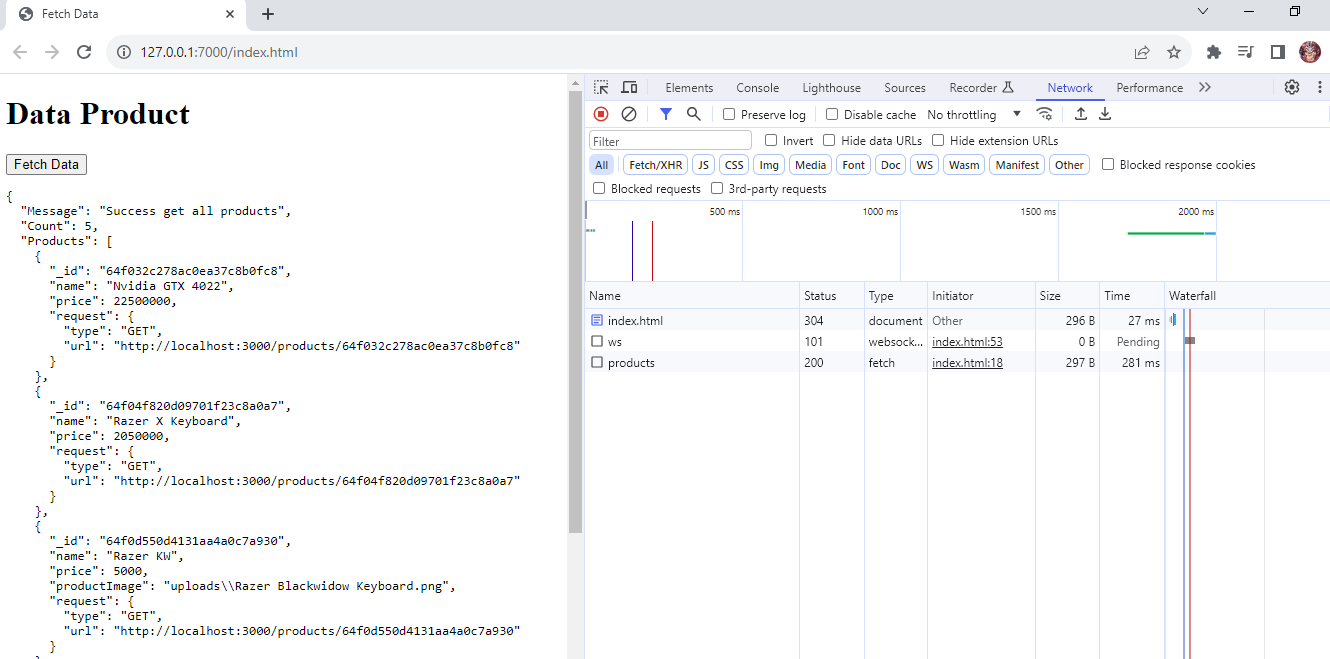 Fetch Data
127.0.0.1:7000/index.html
Data Product
Fetch Data
{
"Message": "Success get all products",
"Count": 5,
"Products": [
{
"_id": "64f032c278ac0ea37c8b0fc8",
"name": "Nvidia GTX 4022",
"price": 22500000,
"request": {
"type": "GET",
"url": "http://localhost:3000/products/64f032c278ac0ea37c8b0fc8"
}
},
{
"_id": "64f04f820d09701f23c8a0a7",
"name": "Razer X Keyboard",
"price": 2050000,
"request": {
"type": "GET",
"url": "http://localhost:3000/products/64f04f820d09701f23c8a0a7"
}
},
{
"_id": "64f0d550d4131aa4a0c7a930",
"name": "Razer KW",
"price": 5000,
"productImage": "uploads\\Razer Blackwidow Keyboard.png",
"request": {
"type": "GET",
"url": "http://localhost:3000/products/64f0d550d4131aa4a0c7a930"
}
Elements Console Lighthouse Sources Recorder Network Performance
Preserve log Disable cache No throttling
Filter Invert Hide data URLs Hide extension URLs
All Fetch/XHR JS CSS Img Media Font Doc WS Wasm Manifest Other Blocked response cookies
Blocked requests 3rd-party requests
500 ms 1000 ms 1500 ms 2000 ms
Name Status Type Initiator Size Time Waterfall
index.html 304 document Other 296 B 27 ms
ws 101 websock... index.html:53 0 B Pending
products 200 fetch index.html:18 297 B 281 ms